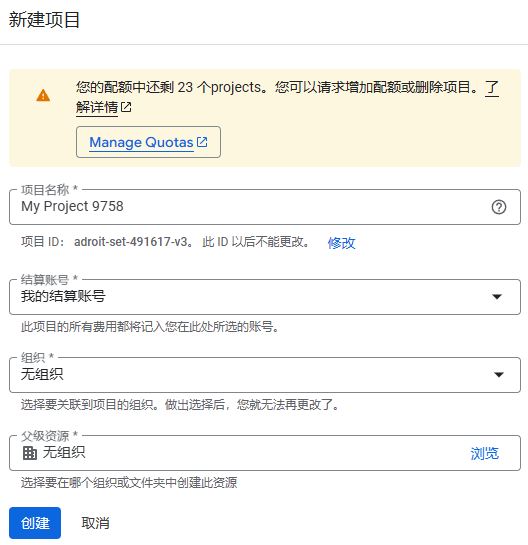 新建项目
您的配额中还剩 23 个projects。您可以请求增加配额或删除项目。了
解详情
Manage Quotas
项目名称 *
My Project 9758
项目 ID： adroit-set-491617-v3。 此 ID 以后不能更改。 修改
结算账号 *
我的结算账号
此项目的所有费用都将记入您在此处所选的账号。
组织 *
无组织
选择要关联到项目的组织。做出选择后，您就无法再更改了。
父级资源 *
无组织 浏览
选择要在哪个组织或文件夹中创建此资源
创建 取消